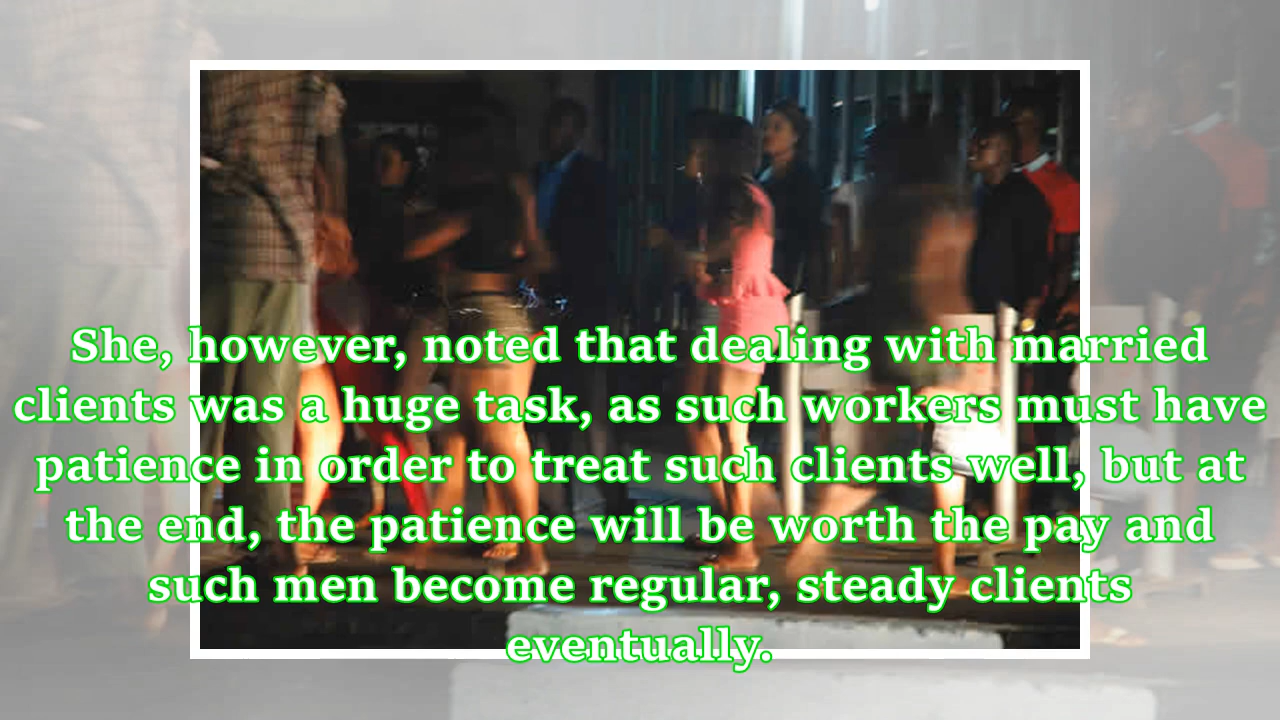 She, however, noted that dealing with married
clients was a huge task, as such workers must have
patience in order to treat such clients well, but at
the end, the patience will be worth the pay and
such men become regular, steady clients
eventually.